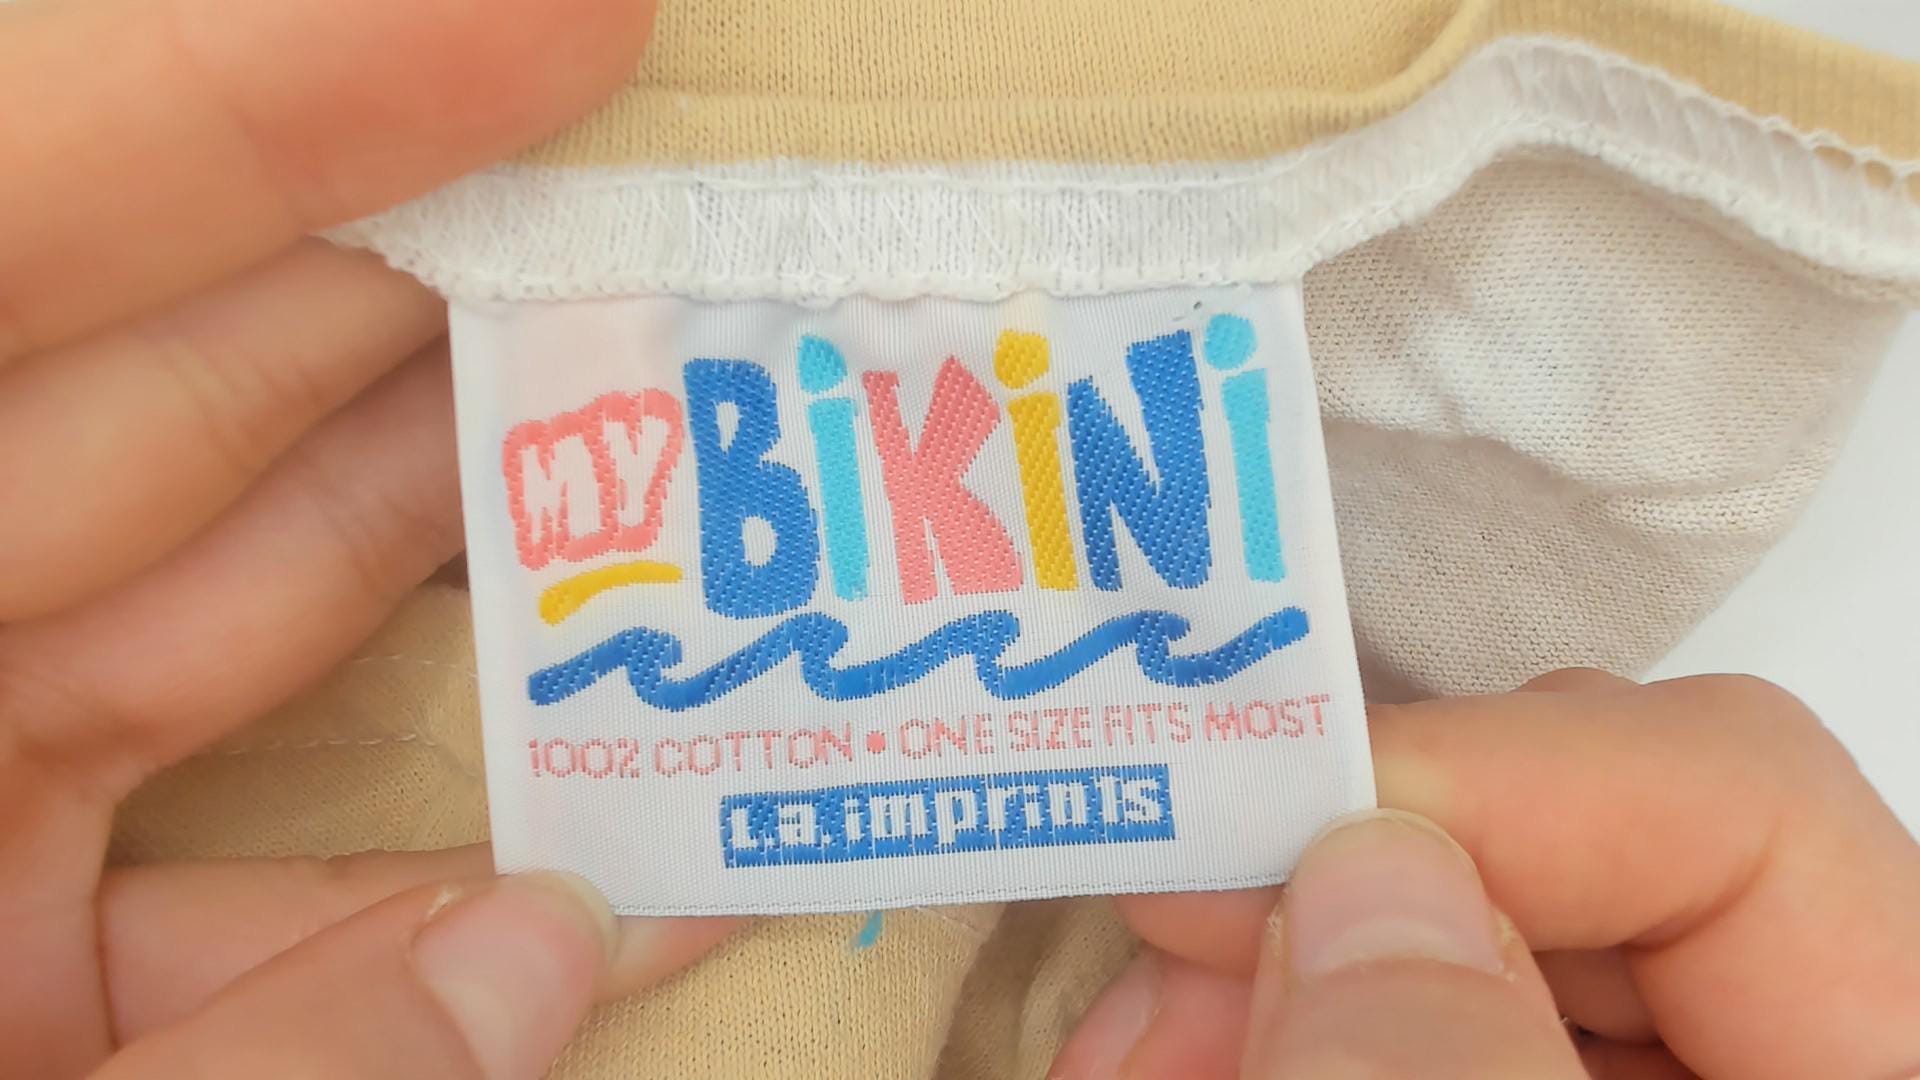 MY BiKiNi
100% COTTON • ONE SIZE FITS MOST
L.A. imprints